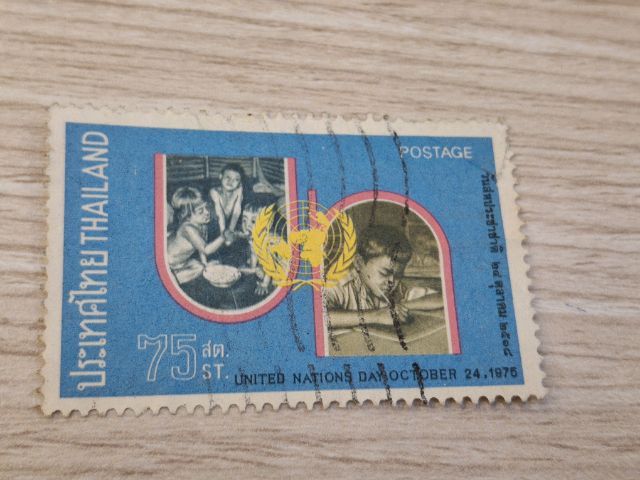 ประเทศไทย THAILAND
POSTAGE
วันสหประชาชาติ ๒๔ ตุลาคม ๒๕๑๘
75 สต.
ST.
UNITED NATIONS DAY OCTOBER 24, 1975